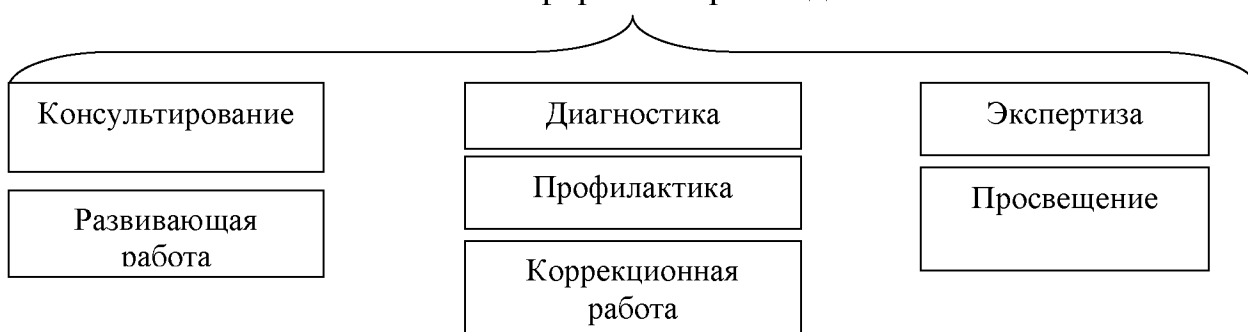 Консультирование
Развивающая
работа
Диагностика
Профилактика
Коррекционная
работа
Экспертиза
Просвещение